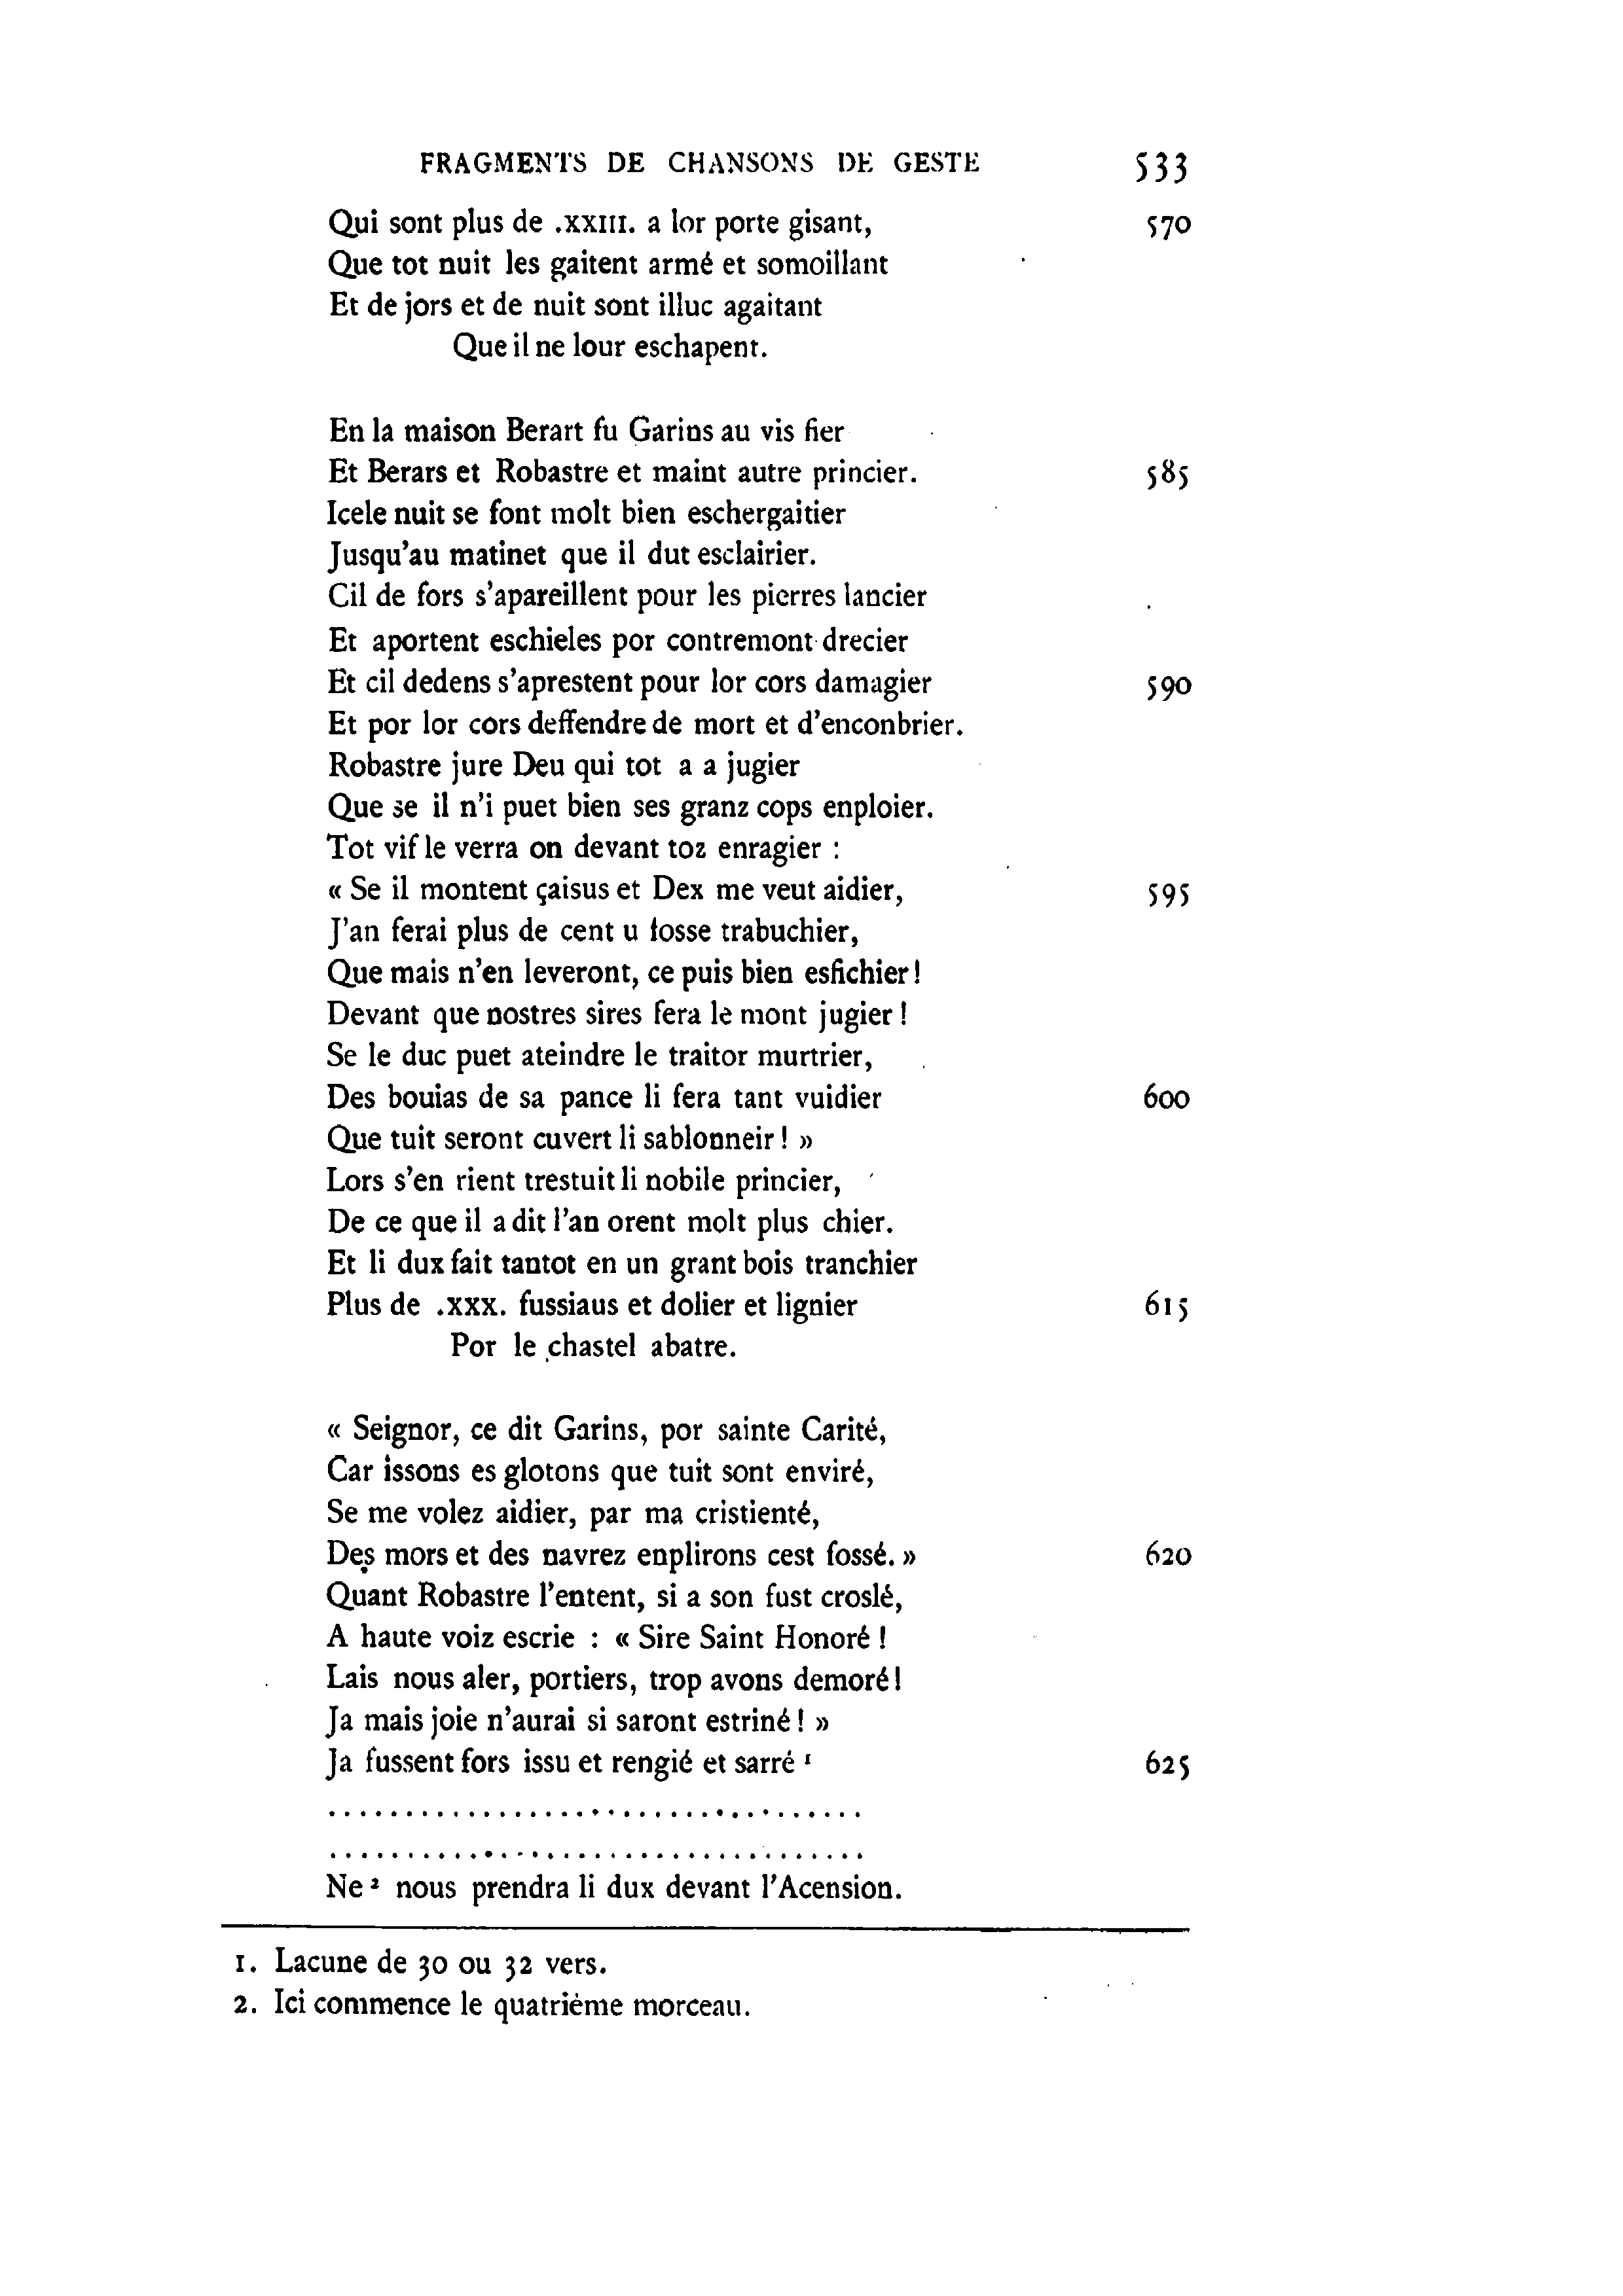 FRAGMENTS DE CHANSONS DE GESTE 533
Qui sont plus de .XXIII. a lor porte gisant, 570
Que tot nuit les gaitent armé et somoillant
Et de jors et de nuit sont illuc agaitant
Que il ne lour eschapent.
En la maison Berart fu Garins au vis fier
Et Berars et Robastre et maint autre princier. 585
Icele nuit se font molt bien eschergaitier
Jusqu'au matinet que il dut esclairier.
Cil de fors s'apareillent pour les pierres lancier
Et aportent eschieles por contremont drecier
Et cil dedens s'aprestent pour lor cors damagier 590
Et por lor cors deffendre de mort et d'enconbrier.
Robastre jure Deu qui tot a a jugier
Que se il n'i puet bien ses granz cops enploier.
Tot vif le verra on devant toz enragier :
« Se il montent çaisus et Dex me veut aidier, 595
J'an ferai plus de cent u fosse trabuchier,
Que mais n'en leveront, ce puis bien esfichier !
Devant que nostres sires fera le mont jugier !
Se le duc puet ateindre le traitor murtrier,
Des bouias de sa pance li fera tant vuidier 600
Que tuit seront cuvert li sablonneir ! »
Lors s'en rient trestuit li nobile princier,
De ce que il a dit l'an orent molt plus chier.
Et li dux fait tantot en un grant bois tranchier
Plus de .XXX. fussiaus et dolier et lignier 615
Por le chastel abatre.
« Seignor, ce dit Garins, por sainte Carité,
Car issons es glotons que tuit sont enviré,
Se me volez aidier, par ma cristienté,
Des mors et des navrez enplirons cest fossé. » 620
Quant Robastre l'entent, si a son fust croslé,
A haute voiz escrie : « Sire Saint Honoré !
Lais nous aler, portiers, trop avons demoré !
Ja mais joie n'aurai si saront estriné ! »
Ja fussent fors issu et rengié et sarré ¹ 625
. . . . . . . . . . . . . . . . . . . . . . . . . . . . . . . . . .
. . . . . . . . . . . . . . . . . . . . . . . . . . . . . . . . . .
Ne ² nous prendra li dux devant l'Acension.
1. Lacune de 30 ou 32 vers.
2. Ici commence le quatrième morceau.